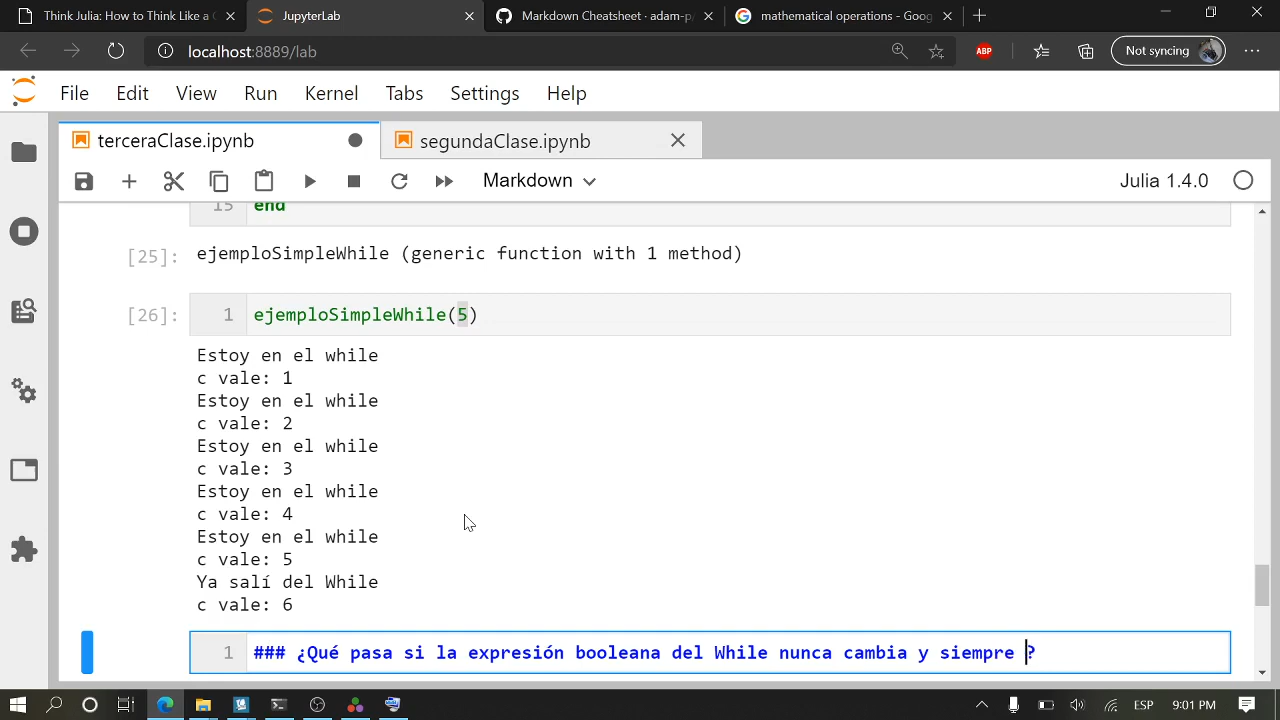 Think Julia: How to Think Like a C
JupyterLab
Markdown Cheatsheet · adam-p
mathematical operations - Goog
localhost:8889/lab
ABP
Not syncing
File
Edit
View
Run
Kernel
Tabs
Settings
Help
terceraClase.ipynb
segundaClase.ipynb
Markdown
Julia 1.4.0
15 end
[25]: ejemploSimpleWhile (generic function with 1 method)
[26]: 1 ejemploSimpleWhile(5)
Estoy en el while
c vale: 1
Estoy en el while
c vale: 2
Estoy en el while
c vale: 3
Estoy en el while
c vale: 4
Estoy en el while
c vale: 5
Ya salí del While
c vale: 6
1 ### ¿Qué pasa si la expresión booleana del While nunca cambia y siempre ?
ESP
9:01 PM